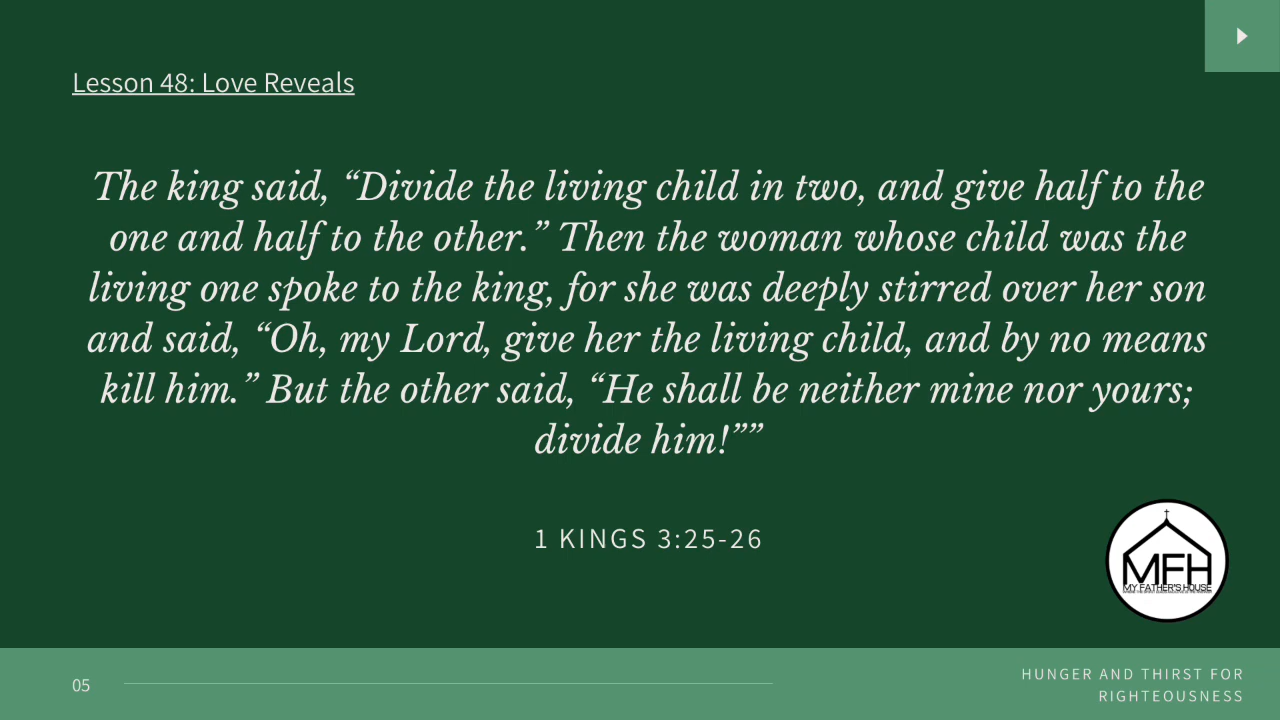 Lesson 48: Love Reveals
The king said, “Divide the living child in two, and give half to the
one and half to the other.” Then the woman whose child was the
living one spoke to the king, for she was deeply stirred over her son
and said, “Oh, my Lord, give her the living child, and by no means
kill him.” But the other said, “He shall be neither mine nor yours;
divide him!””
1 KINGS 3:25-26
MFH
MY FATHER'S HOUSE
05
HUNGER AND THIRST FOR
RIGHTEOUSNESS